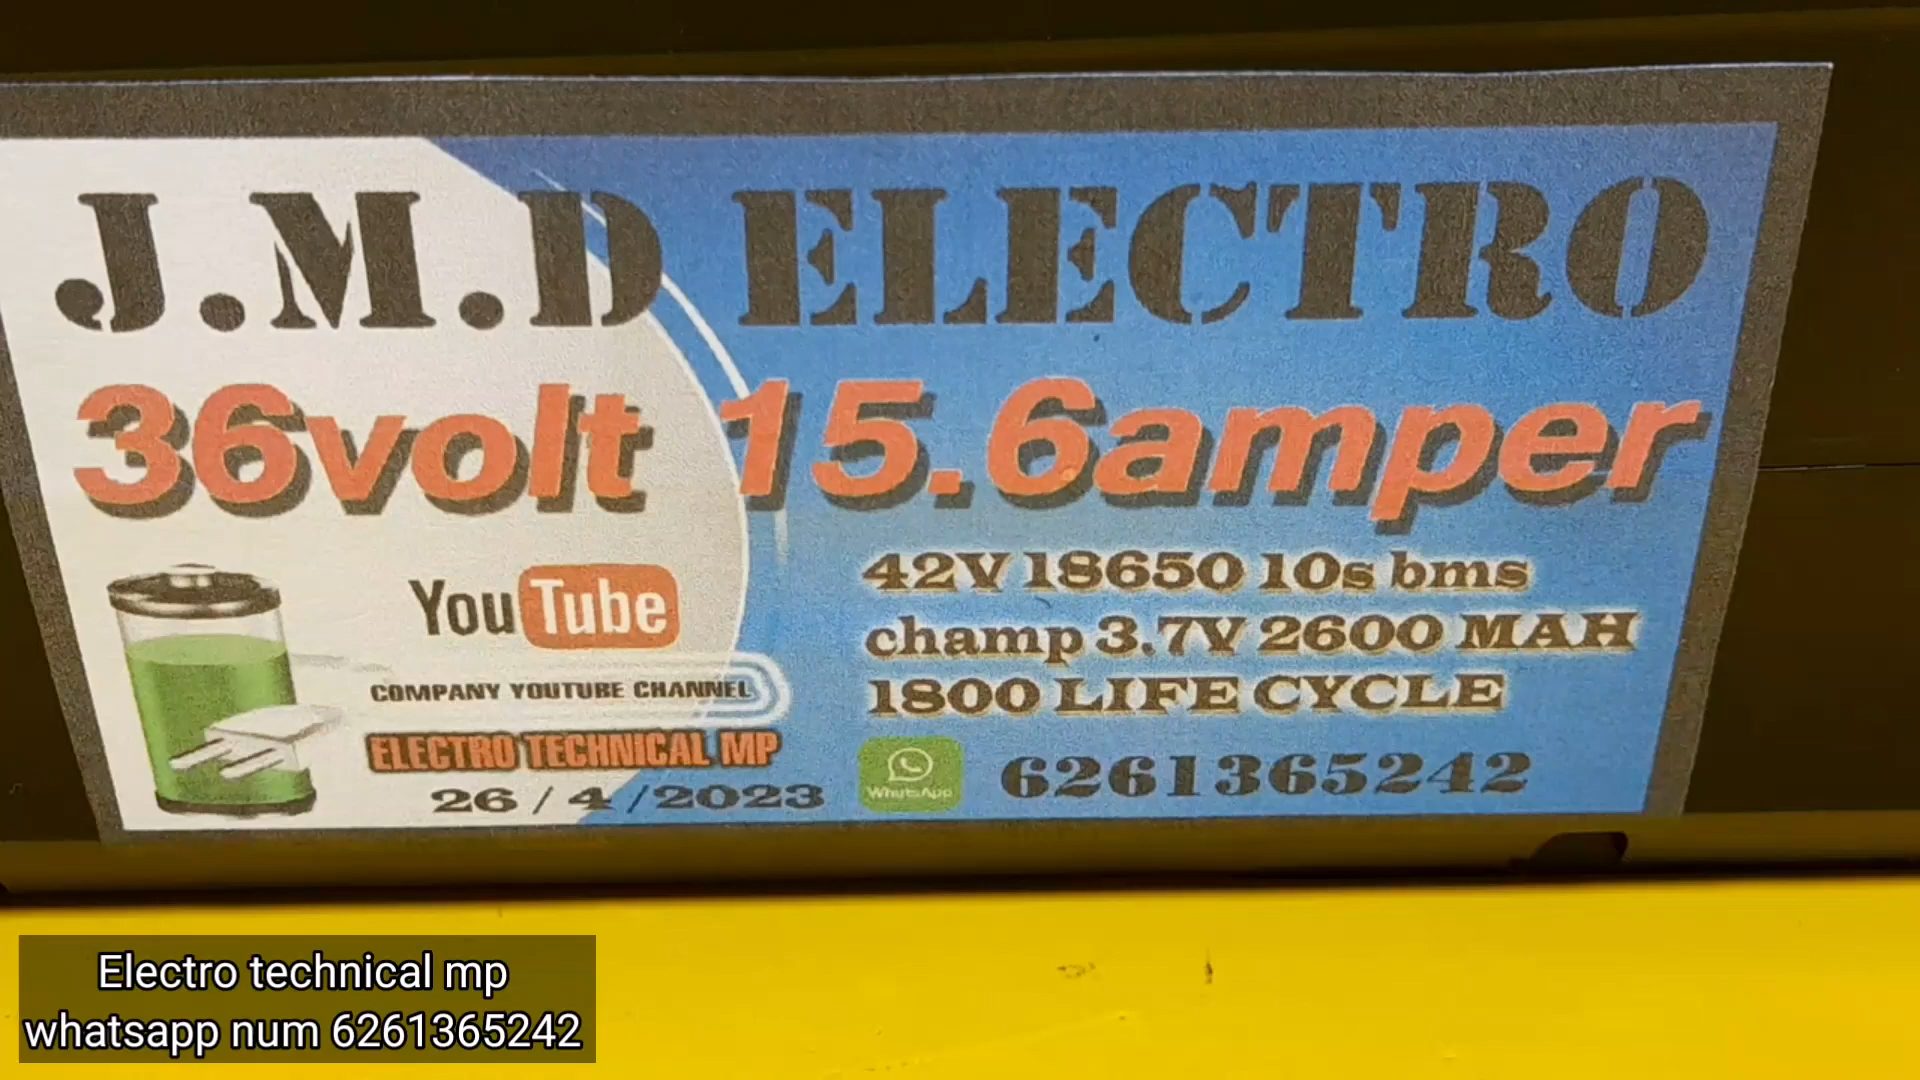 J.M.D ELECTRO
36volt 15.6amper
YouTube
COMPANY YOUTUBE CHANNEL
ELECTRO TECHNICAL MP
26 / 4 / 2023
42V 18650 10s bms
champ 3.7V 2600 MAH
1800 LIFE CYCLE
WhatsApp
6261365242
Electro technical mp
whatsapp num 6261365242